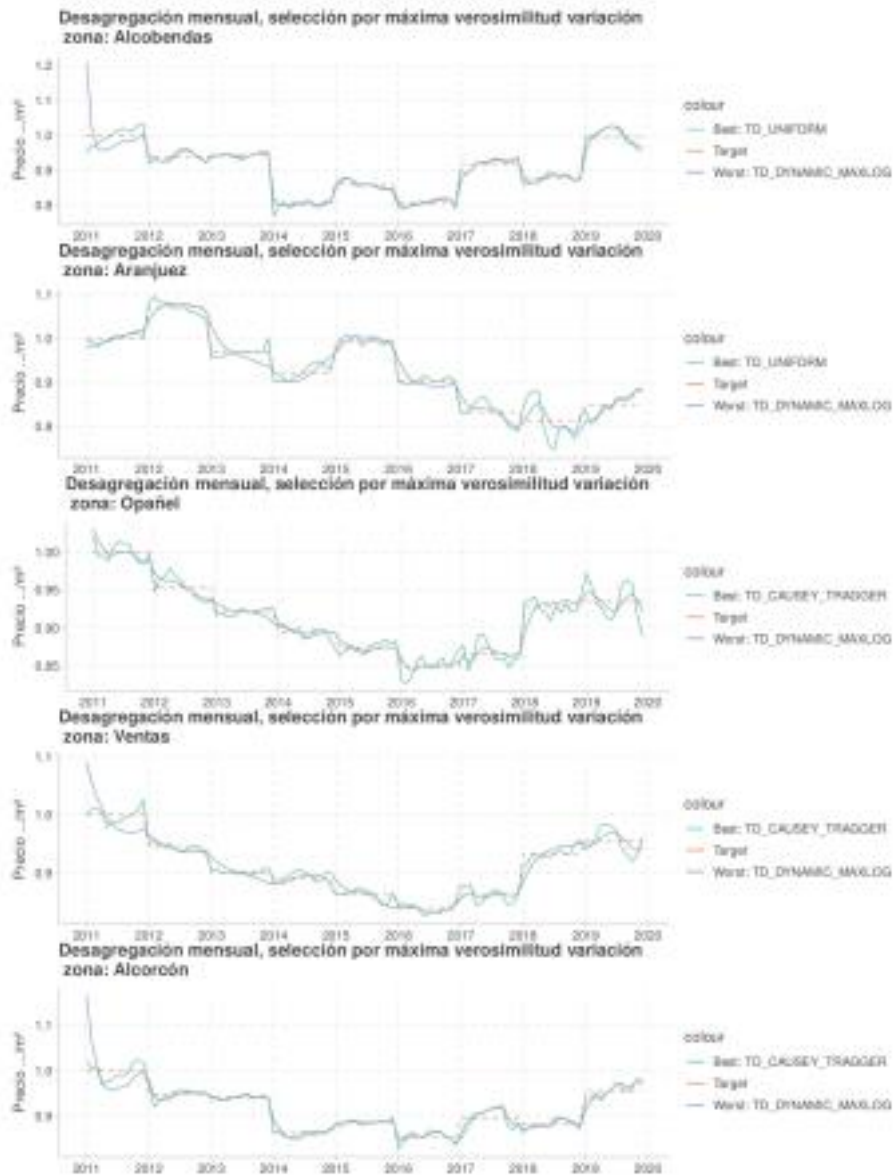 Desagregación mensual, selección por máxima verosimilitud variación
zona: Alcobendas
1.2
1.1
1.0
0.9
0.8
Precio .../m²
2011 2012 2013 2014 2015 2016 2017 2018 2019 2020
colour
Best: TD_UNIFORM
Target
Worst: TD_DYNAMIC_MAXLOG
Desagregación mensual, selección por máxima verosimilitud variación
zona: Aranjuez
1.1
1.0
0.9
0.8
Precio .../m²
2011 2012 2013 2014 2015 2016 2017 2018 2019 2020
colour
Best: TD_UNIFORM
Target
Worst: TD_DYNAMIC_MAXLOG
Desagregación mensual, selección por máxima verosimilitud variación
zona: Opañel
1.00
0.95
0.90
0.85
Precio .../m²
2011 2012 2013 2014 2015 2016 2017 2018 2019 2020
colour
Best: TD_CAUSEY_TRAGGER
Target
Worst: TD_DYNAMIC_MAXLOG
Desagregación mensual, selección por máxima verosimilitud variación
zona: Ventas
1.1
1.0
0.9
Precio .../m²
2011 2012 2013 2014 2015 2016 2017 2018 2019 2020
colour
Best: TD_CAUSEY_TRAGGER
Target
Worst: TD_DYNAMIC_MAXLOG
Desagregación mensual, selección por máxima verosimilitud variación
zona: Alcorcón
1.1
1.0
0.9
Precio .../m²
2011 2012 2013 2014 2015 2016 2017 2018 2019 2020
colour
Best: TD_CAUSEY_TRAGGER
Target
Worst: TD_DYNAMIC_MAXLOG